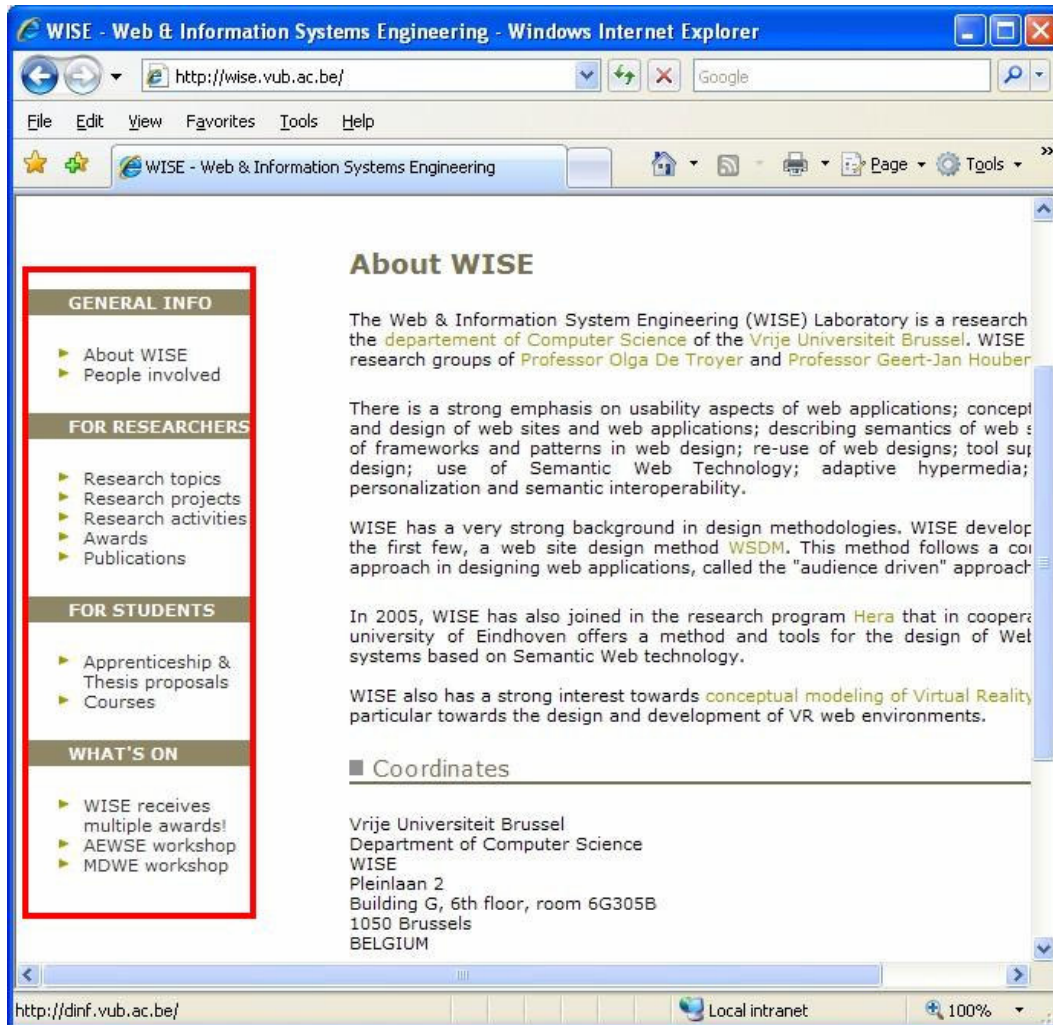 WISE - Web & Information Systems Engineering - Windows Internet Explorer
http://wise.vub.ac.be/
Google
File Edit View Favorites Tools Help
WISE - Web & Information Systems Engineering
Page Tools »
GENERAL INFO
About WISE
People involved
FOR RESEARCHERS
Research topics
Research projects
Research activities
Awards
Publications
FOR STUDENTS
Apprenticeship &
Thesis proposals
Courses
WHAT'S ON
WISE receives
multiple awards!
AEWSE workshop
MDWE workshop
About WISE
The Web & Information System Engineering (WISE) Laboratory is a research
the departement of Computer Science of the Vrije Universiteit Brussel. WISE
research groups of Professor Olga De Troyer and Professor Geert-Jan Houben
There is a strong emphasis on usability aspects of web applications; concept
and design of web sites and web applications; describing semantics of web s
of frameworks and patterns in web design; re-use of web designs; tool sup
design; use of Semantic Web Technology; adaptive hypermedia;
personalization and semantic interoperability.
WISE has a very strong background in design methodologies. WISE develop
the first few, a web site design method WSDM. This method follows a co
approach in designing web applications, called the "audience driven" approach
In 2005, WISE has also joined in the research program Hera that in coopera
university of Eindhoven offers a method and tools for the design of Web
systems based on Semantic Web technology.
WISE also has a strong interest towards conceptual modeling of Virtual Reality
particular towards the design and development of VR web environments.
Coordinates
Vrije Universiteit Brussel
Department of Computer Science
WISE
Pleinlaan 2
Building G, 6th floor, room 6G305B
1050 Brussels
BELGIUM
http://dinf.vub.ac.be/
Local intranet
100%